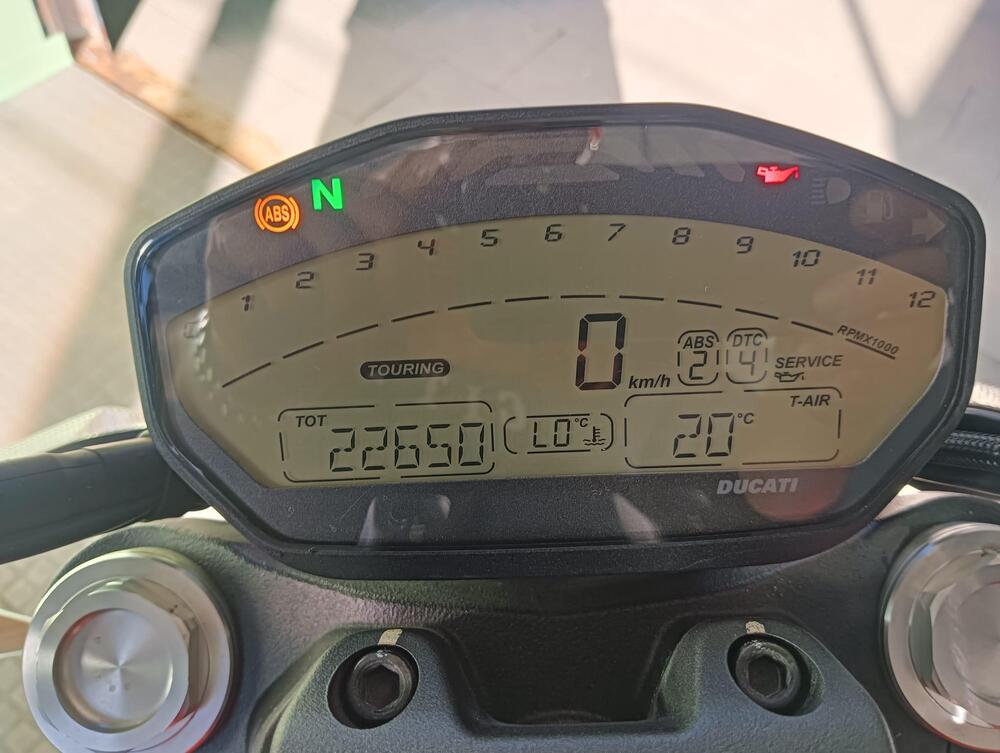 ABS N
1 2 3 4 5 6 7 8 9 10 11 12
RPMX1000
TOURING
0 km/h
ABS 2
DTC 4
SERVICE
TOT 22650
LO °C
T-AIR
20 °C
DUCATI